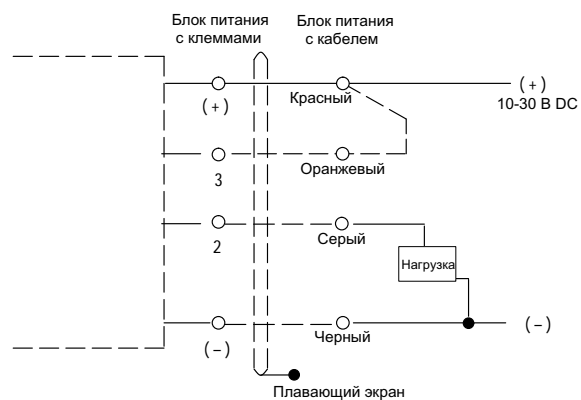 Блок питания
с клеммами
Блок питания
с кабелем
(+)
Красный
(+)
10-30 В DC
3
Оранжевый
2
Серый
Нагрузка
(–)
Черный
(–)
Плавающий экран